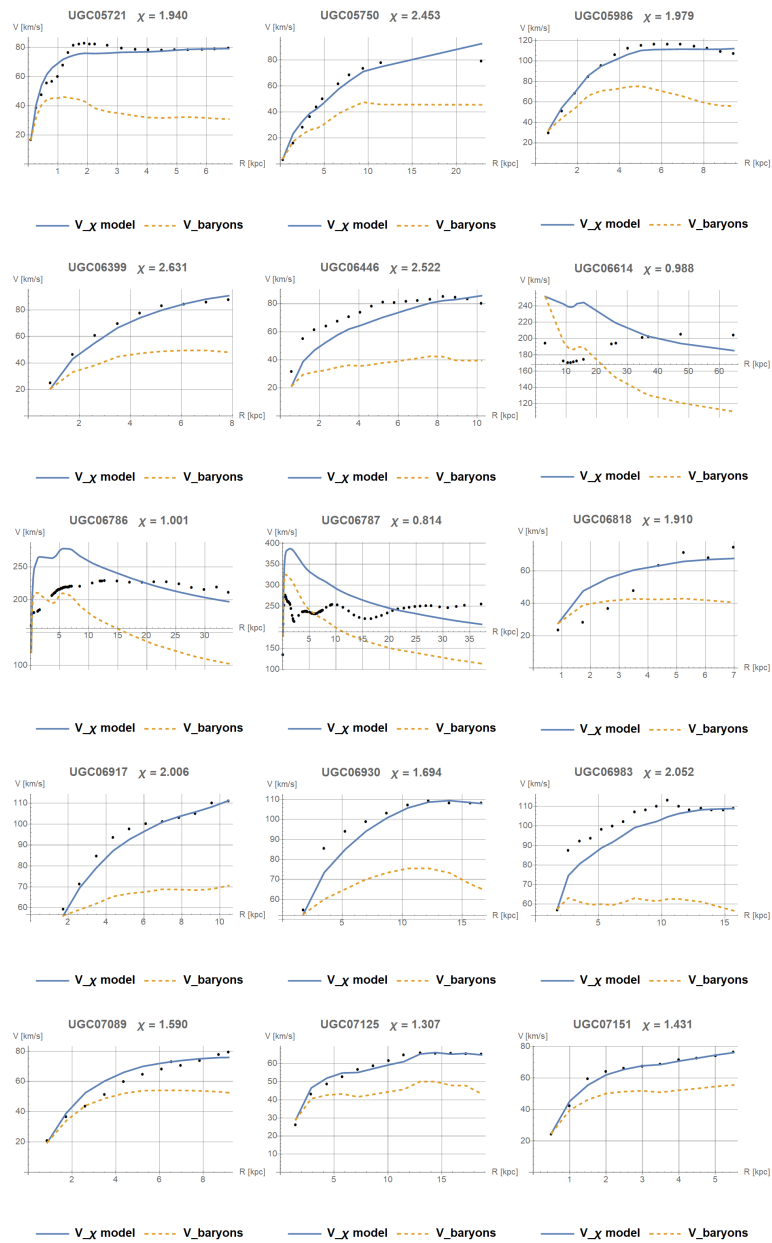 UGC05721 χ = 1.940
V [km/s]
80
60
40
20
1 2 3 4 5 6
R [kpc]
V_χ model V_baryons
UGC05750 χ = 2.453
V [km/s]
100
80
60
40
20
5 10 15 20
R [kpc]
V_χ model V_baryons
UGC05986 χ = 1.979
V [km/s]
120
100
80
60
40
20
2 4 6 8
R [kpc]
V_χ model V_baryons
UGC06399 χ = 2.631
V [km/s]
80
60
40
20
2 4 6 8
R [kpc]
V_χ model V_baryons
UGC06446 χ = 2.522
V [km/s]
80
60
40
20
2 4 6 8 10
R [kpc]
V_χ model V_baryons
UGC06614 χ = 0.988
V [km/s]
240
220
200
180
160
140
120
10 20 30 40 50 60
R [kpc]
V_χ model V_baryons
UGC06786 χ = 1.001
V [km/s]
250
200
100
5 10 15 20 25 30
R [kpc]
V_χ model V_baryons
UGC06787 χ = 0.814
V [km/s]
400
350
300
250
150
100
5 10 15 20 25 30 35
R [kpc]
V_χ model V_baryons
UGC06818 χ = 1.910
V [km/s]
80
60
40
20
1 2 3 4 5 6 7
R [kpc]
V_χ model V_baryons
UGC06917 χ = 2.006
V [km/s]
110
100
90
80
70
60
2 4 6 8 10
R [kpc]
V_χ model V_baryons
UGC06930 χ = 1.694
V [km/s]
110
100
90
80
70
60
5 10 15
R [kpc]
V_χ model V_baryons
UGC06983 χ = 2.052
V [km/s]
110
100
90
80
70
60
5 10 15
R [kpc]
V_χ model V_baryons
UGC07089 χ = 1.590
V [km/s]
80
60
40
20
2 4 6 8
R [kpc]
V_χ model V_baryons
UGC07125 χ = 1.307
V [km/s]
70
60
50
40
30
20
10
5 10 15
R [kpc]
V_χ model V_baryons
UGC07151 χ = 1.431
V [km/s]
80
60
40
20
1 2 3 4 5
R [kpc]
V_χ model V_baryons